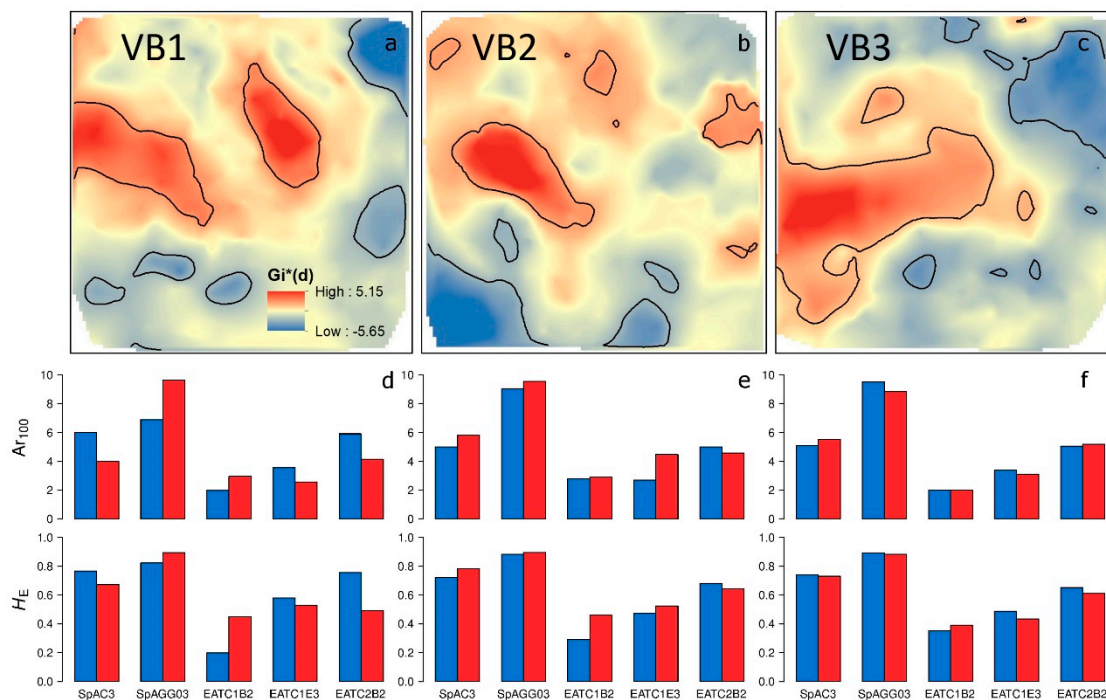 VB1
a
VB2
b
VB3
c
Gi*(d)
High : 5.15
Low : -5.65
d
e
f
Ar100
10
8
6
4
2
0
10
8
6
4
2
0
10
8
6
4
2
0
HE
1.0
0.8
0.6
0.4
0.2
0.0
1.0
0.8
0.6
0.4
0.2
0.0
1.0
0.8
0.6
0.4
0.2
0.0
SpAC3 SpAGG03 EATC1B2 EATC1E3 EATC2B2
SpAC3 SpAGG03 EATC1B2 EATC1E3 EATC2B2
SpAC3 SpAGG03 EATC1B2 EATC1E3 EATC2B2